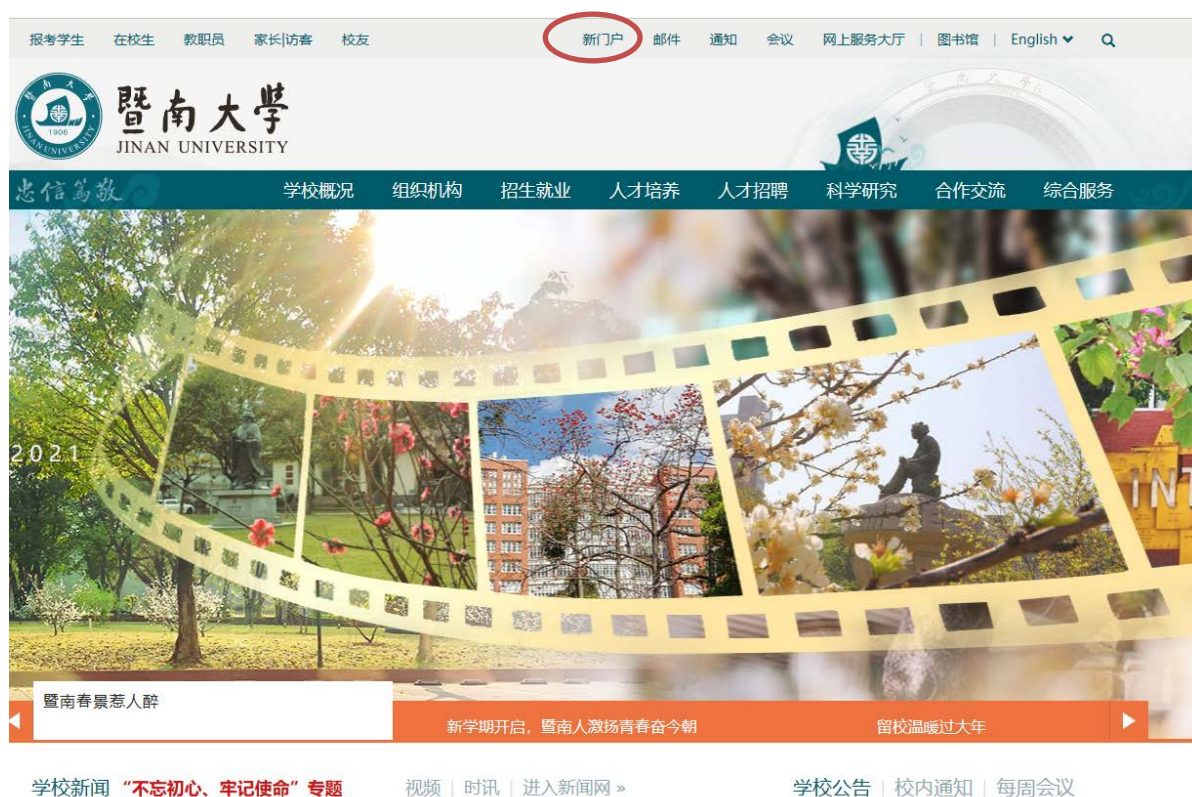 报考学生 在校生 教职员 家长|访客 校友 新门户 邮件 通知 会议 网上服务大厅 | 图书馆 | English
暨南大學
JINAN UNIVERSITY
1906
JINAN UNIVERSITY
忠信笃敬 学校概况 组织机构 招生就业 人才培养 人才招聘 科学研究 合作交流 综合服务
2021
INT
暨南春景惹人醉
新学期开启，暨南人激扬青春奋今朝 留校温暖过大年
学校新闻 “不忘初心、牢记使命”专题 视频 | 时讯 | 进入新闻网 » 学校公告 | 校内通知 | 每周会议